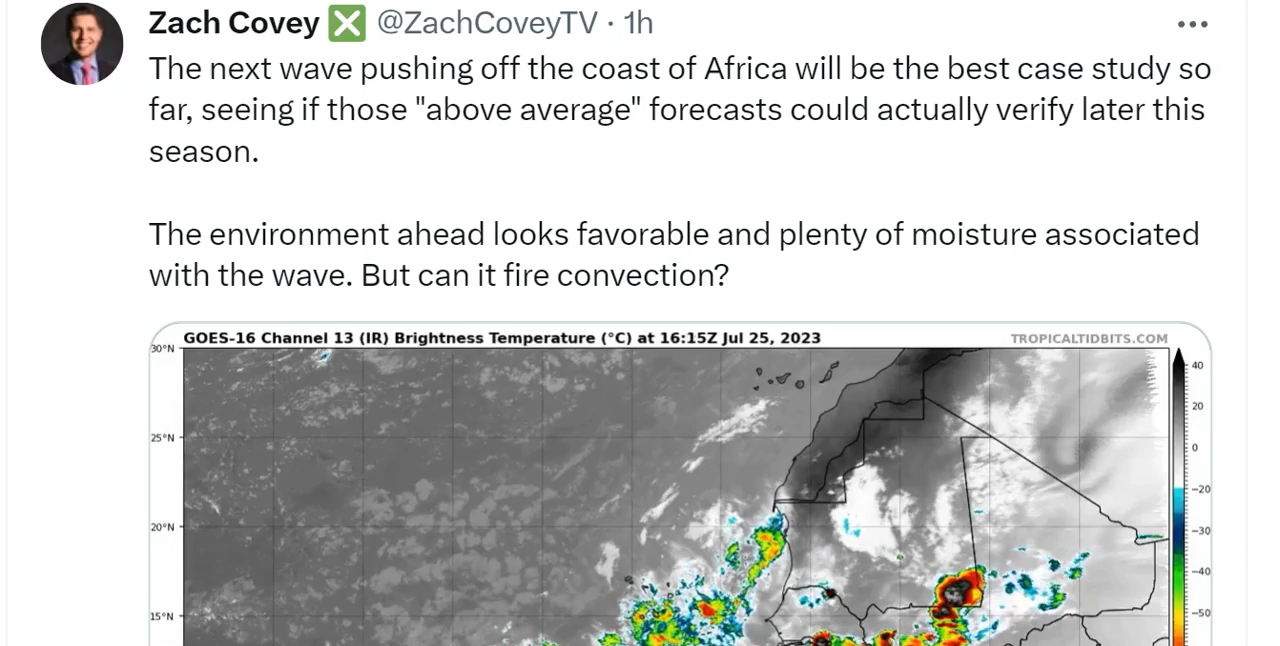 Zach Covey ❎ @ZachCoveyTV · 1h
The next wave pushing off the coast of Africa will be the best case study so
far, seeing if those "above average" forecasts could actually verify later this
season.
The environment ahead looks favorable and plenty of moisture associated
with the wave. But can it fire convection?
GOES-16 Channel 13 (IR) Brightness Temperature (°C) at 16:15Z Jul 25, 2023
TROPICALTIDBITS.COM
30°N
25°N
20°N
15°N
40
20
0
−20
−30
−40
−50